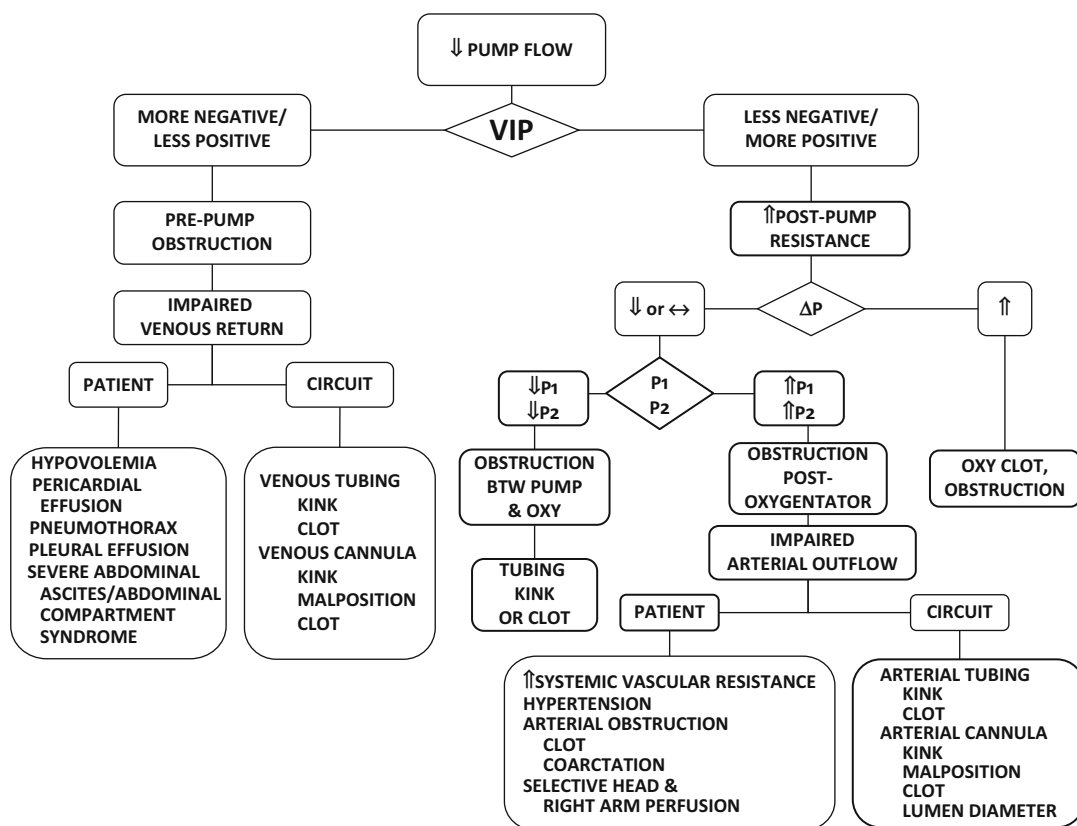 ⇓ PUMP FLOW
MORE NEGATIVE/
LESS POSITIVE
VIP
LESS NEGATIVE/
MORE POSITIVE
PRE-PUMP
OBSTRUCTION
⇑POST-PUMP
RESISTANCE
IMPAIRED
VENOUS RETURN
⇓ or ↔
ΔP
⇑
PATIENT
CIRCUIT
⇓P1
⇓P2
P1
P2
⇑P1
⇑P2
HYPOVOLEMIA
PERICARDIAL
EFFUSION
PNEUMOTHORAX
PLEURAL EFFUSION
SEVERE ABDOMINAL
ASCITES/ABDOMINAL
COMPARTMENT
SYNDROME
VENOUS TUBING
KINK
CLOT
VENOUS CANNULA
KINK
MALPOSITION
CLOT
OBSTRUCTION
BTW PUMP
& OXY
OBSTRUCTION
POST-
OXYGENTATOR
OXY CLOT,
OBSTRUCTION
TUBING
KINK
OR CLOT
IMPAIRED
ARTERIAL OUTFLOW
PATIENT
CIRCUIT
⇑SYSTEMIC VASCULAR RESISTANCE
HYPERTENSION
ARTERIAL OBSTRUCTION
CLOT
COARCTATION
SELECTIVE HEAD &
RIGHT ARM PERFUSION
ARTERIAL TUBING
KINK
CLOT
ARTERIAL CANNULA
KINK
MALPOSITION
CLOT
LUMEN DIAMETER